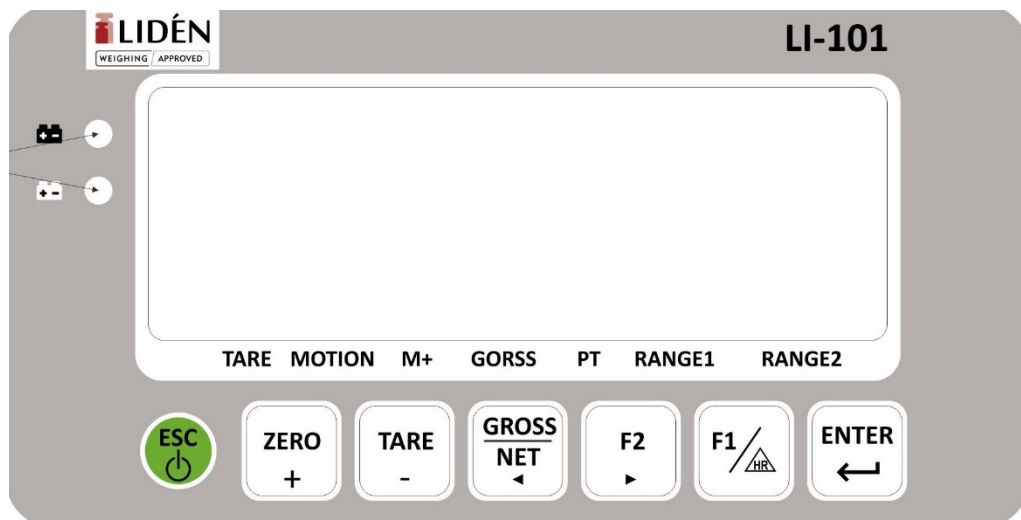 LIDÉN
WEIGHING APPROVED
LI-101
TARE MOTION M+ GORSS PT RANGE1 RANGE2
ESC ZERO + TARE - GROSS NET F2 F1 HR ENTER